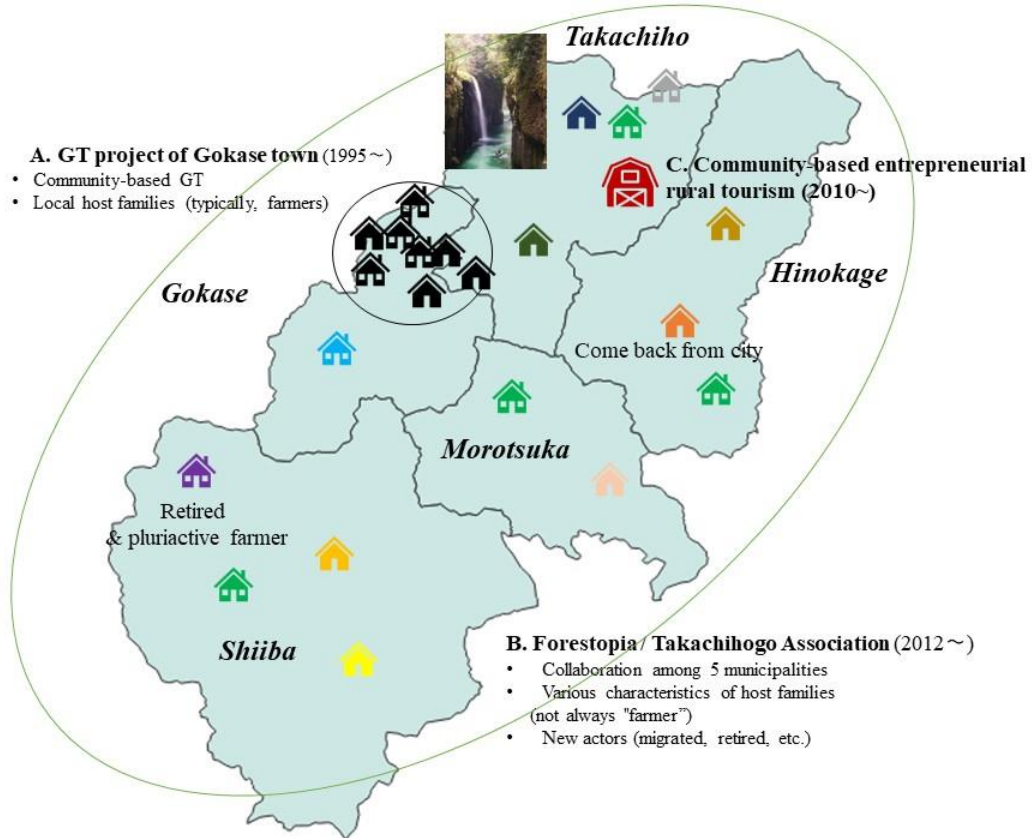 Takachiho
A. GT project of Gokase town (1995～)
• Community-based GT
• Local host families (typically, farmers)
C. Community-based entrepreneurial
rural tourism (2010~)
Gokase
Hinokage
Come back from city
Morotsuka
Retired
& pluriactive farmer
Shiiba
B. Forestopia / Takachihogo Association (2012～)
• Collaboration among 5 municipalities
• Various characteristics of host families
(not always "farmer”)
• New actors (migrated, retired, etc.)